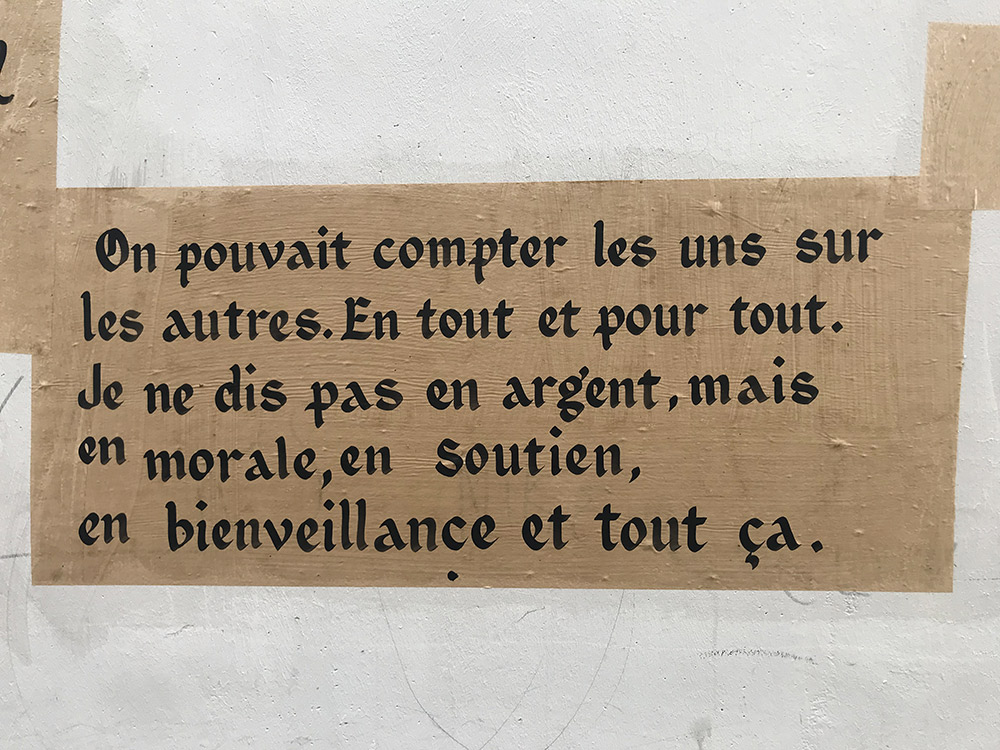 On pouvait compter les uns sur
les autres. En tout et pour tout.
Je ne dis pas en argent, mais
en morale, en soutien,
en bienveillance et tout ça.